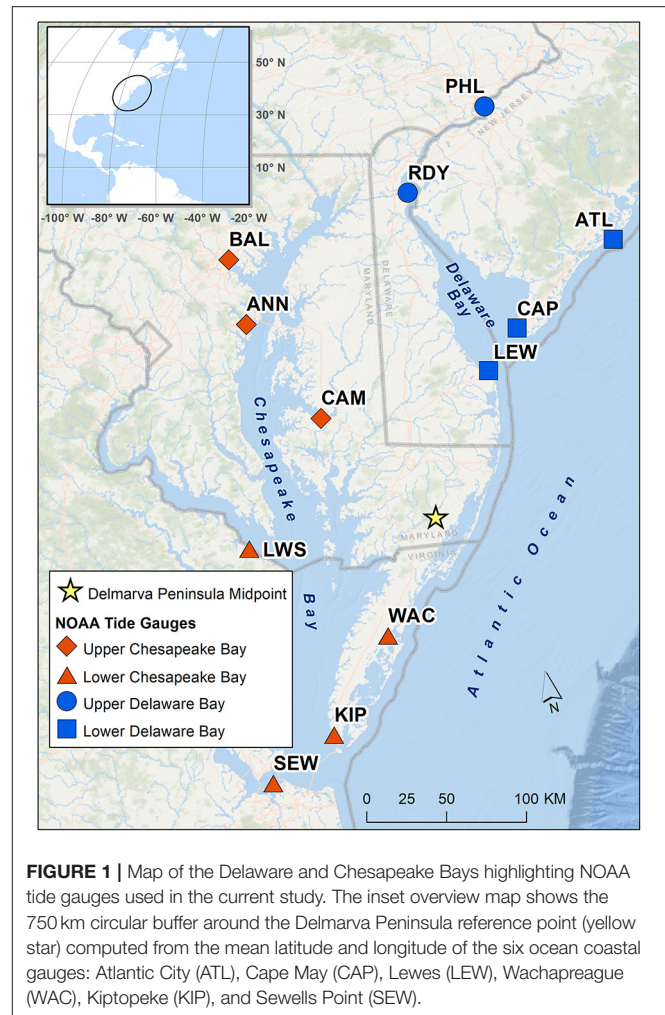 50° N
30° N
10° N
-100° W -80° W -60° W -40° W -20° W
PHL
NEW JERSEY
RDY
ATL
BAL
DELAWARE
MARYLAND
Delaware
Bay
ANN
CAP
LEW
CAM
Chesapeake
Bay
MARYLAND
VIRGINIA
LWS
Atlantic Ocean
WAC
KIP
SEW
N
Delmarva Peninsula Midpoint
NOAA Tide Gauges
Upper Chesapeake Bay
Lower Chesapeake Bay
Upper Delaware Bay
Lower Delaware Bay
0 25 50 100 KM
FIGURE 1 | Map of the Delaware and Chesapeake Bays highlighting NOAA
tide gauges used in the current study. The inset overview map shows the
750 km circular buffer around the Delmarva Peninsula reference point (yellow
star) computed from the mean latitude and longitude of the six ocean coastal
gauges: Atlantic City (ATL), Cape May (CAP), Lewes (LEW), Wachapreague
(WAC), Kiptopeke (KIP), and Sewells Point (SEW).